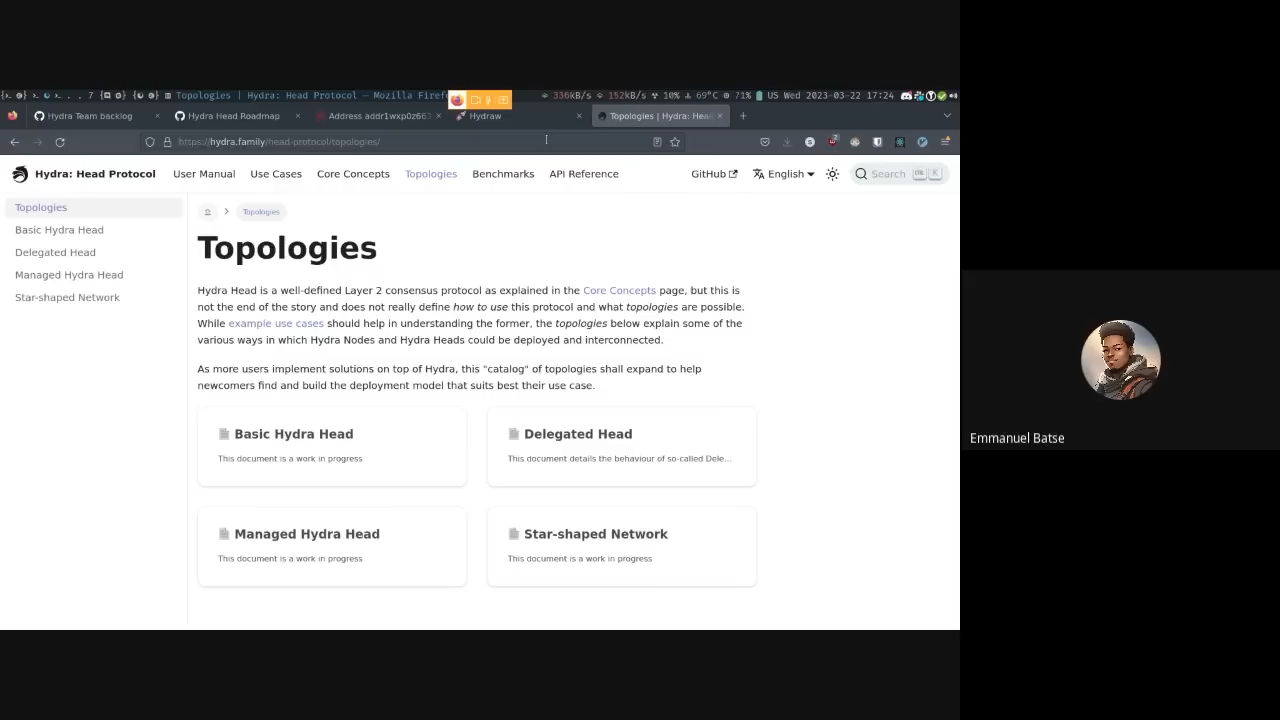 7 Topologies | Hydra: Head Protocol — Mozilla Firef 336kB/s 152kB/s 10% 69°C 71% US Wed 2023-03-22 17:24
Hydra Team backlog × Hydra Head Roadmap × Address addr1wxp0z663 × Hydraw × Topologies | Hydra: Hea ×
https://hydra.family/head-protocol/topologies/
Hydra: Head Protocol User Manual Use Cases Core Concepts Topologies Benchmarks API Reference GitHub English Search K
Topologies
Basic Hydra Head
Delegated Head
Managed Hydra Head
Star-shaped Network
Topologies
Topologies
Hydra Head is a well-defined Layer 2 consensus protocol as explained in the Core Concepts page, but this is
not the end of the story and does not really define how to use this protocol and what topologies are possible.
While example use cases should help in understanding the former, the topologies below explain some of the
various ways in which Hydra Nodes and Hydra Heads could be deployed and interconnected.
As more users implement solutions on top of Hydra, this "catalog" of topologies shall expand to help
newcomers find and build the deployment model that suits best their use case.
Basic Hydra Head
This document is a work in progress
Delegated Head
This document details the behaviour of so-called Dele...
Managed Hydra Head
This document is a work in progress
Star-shaped Network
This document is a work in progress
Emmanuel Batse